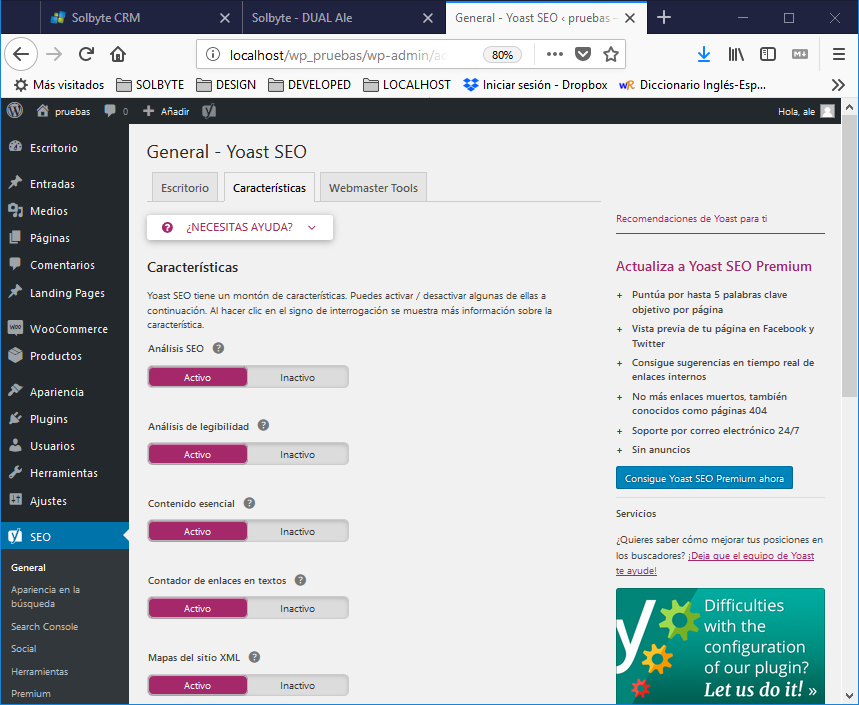 Solbyte CRM
Solbyte - DUAL Ale
General - Yoast SEO ‹ pruebas –
localhost/wp_pruebas/wp-admin/ad
80%
Más visitados
SOLBYTE
DESIGN
DEVELOPED
LOCALHOST
Iniciar sesión - Dropbox
wR
Diccionario Inglés-Esp...
pruebas
0
Añadir
Hola, ale
Escritorio
Entradas
Medios
Páginas
Comentarios
Landing Pages
WooCommerce
Productos
Apariencia
Plugins
Usuarios
Herramientas
Ajustes
SEO
General
Apariencia en la
búsqueda
Search Console
Social
Herramientas
Premium
General - Yoast SEO
Escritorio
Características
Webmaster Tools
¿NECESITAS AYUDA?
Características
Yoast SEO tiene un montón de características. Puedes activar / desactivar algunas de ellas a
continuación. Al hacer clic en el signo de interrogación se muestra más información sobre la
característica.
Análisis SEO
Activo
Inactivo
Análisis de legibilidad
Activo
Inactivo
Contenido esencial
Activo
Inactivo
Contador de enlaces en textos
Activo
Inactivo
Mapas del sitio XML
Activo
Inactivo
Recomendaciones de Yoast para ti
Actualiza a Yoast SEO Premium
+ Puntúa por hasta 5 palabras clave
objetivo por página
+ Vista previa de tu página en Facebook y
Twitter
+ Consigue sugerencias en tiempo real de
enlaces internos
+ No más enlaces muertos, también
conocidos como páginas 404
+ Soporte por correo electrónico 24/7
+ Sin anuncios
Consigue Yoast SEO Premium ahora
Servicios
¿Quieres saber cómo mejorar tus posiciones en
los buscadores? ¡Deja que el equipo de Yoast
te ayude!
Difficulties
with the
configuration
of our plugin?
Let us do it! »